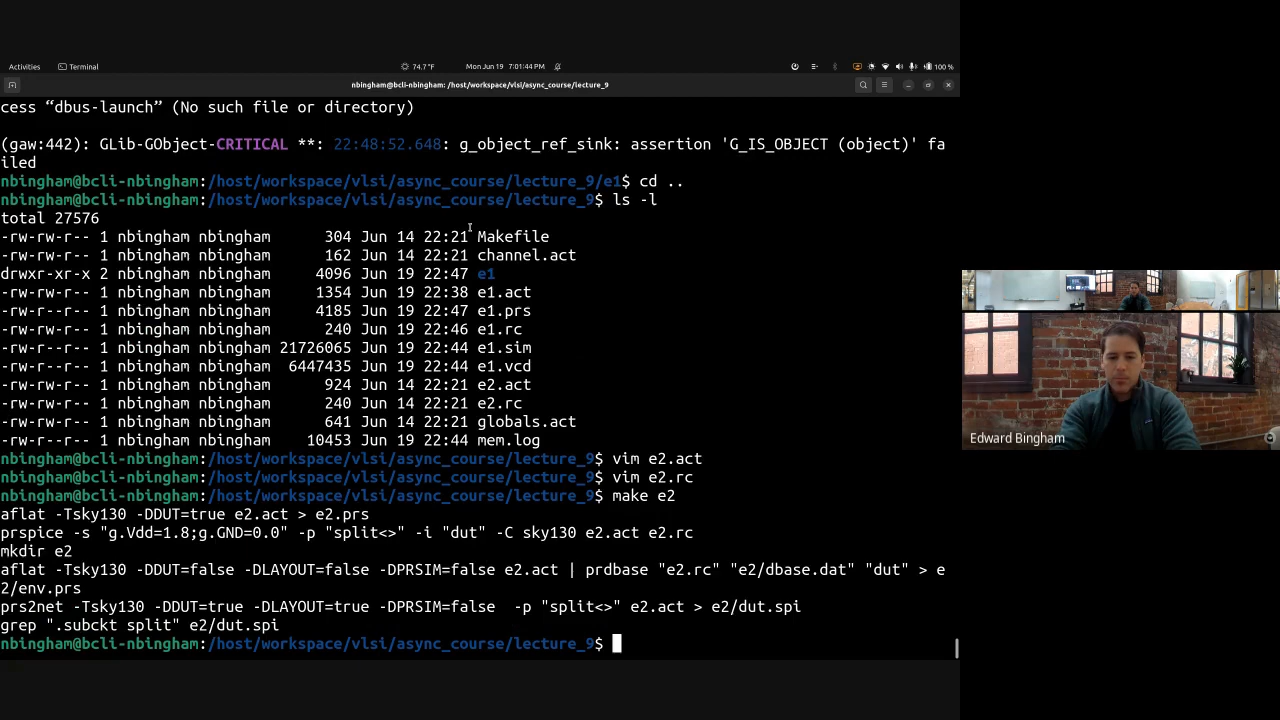 Activities
Terminal
74.7 °F
Mon Jun 19 7:01:44 PM
100 %
nbingham@bcli-nbingham: /host/workspace/vlsi/async_course/lecture_9
cess “dbus-launch” (No such file or directory)
(gaw:442): GLib-GObject-CRITICAL **: 22:48:52.648: g_object_ref_sink: assertion 'G_IS_OBJECT (object)' fa
iled
nbingham@bcli-nbingham:/host/workspace/vlsi/async_course/lecture_9/e1$ cd ..
nbingham@bcli-nbingham:/host/workspace/vlsi/async_course/lecture_9$ ls -l
total 27576
-rw-rw-r-- 1 nbingham nbingham 304 Jun 14 22:21 Makefile
-rw-rw-r-- 1 nbingham nbingham 162 Jun 14 22:21 channel.act
drwxr-xr-x 2 nbingham nbingham 4096 Jun 19 22:47 e1
-rw-rw-r-- 1 nbingham nbingham 1354 Jun 14 22:38 e1.act
-rw-r--r-- 1 nbingham nbingham 4185 Jun 19 22:47 e1.prs
-rw-rw-r-- 1 nbingham nbingham 240 Jun 19 22:46 e1.rc
-rw-r--r-- 1 nbingham nbingham 21726065 Jun 19 22:44 e1.sim
-rw-r--r-- 1 nbingham nbingham 6447435 Jun 19 22:44 e1.vcd
-rw-rw-r-- 1 nbingham nbingham 924 Jun 14 22:21 e2.act
-rw-rw-r-- 1 nbingham nbingham 240 Jun 14 22:21 e2.rc
-rw-rw-r-- 1 nbingham nbingham 641 Jun 14 22:21 globals.act
-rw-r--r-- 1 nbingham nbingham 10453 Jun 19 22:44 mem.log
nbingham@bcli-nbingham:/host/workspace/vlsi/async_course/lecture_9$ vim e2.act
nbingham@bcli-nbingham:/host/workspace/vlsi/async_course/lecture_9$ vim e2.rc
nbingham@bcli-nbingham:/host/workspace/vlsi/async_course/lecture_9$ make e2
aflat -Tsky130 -DDUT=true e2.act > e2.prs
prspice -s "g.Vdd=1.8;g.GND=0.0" -p "split<>" -i "dut" -C sky130 e2.act e2.rc
mkdir e2
aflat -Tsky130 -DDUT=false -DLAYOUT=false -DPRSIM=false e2.act | prdbase "e2.rc" "e2/dbase.dat" "dut" > e
2/env.prs
prs2net -Tsky130 -DDUT=true -DLAYOUT=true -DPRSIM=false  -p "split<>" e2.act > e2/dut.spi
grep ".subckt split" e2/dut.spi
nbingham@bcli-nbingham:/host/workspace/vlsi/async_course/lecture_9$
Edward Bingham